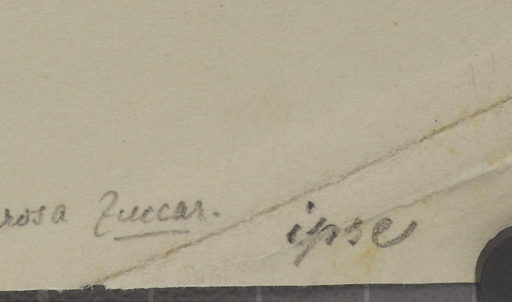 rosa Zuccar. ipse